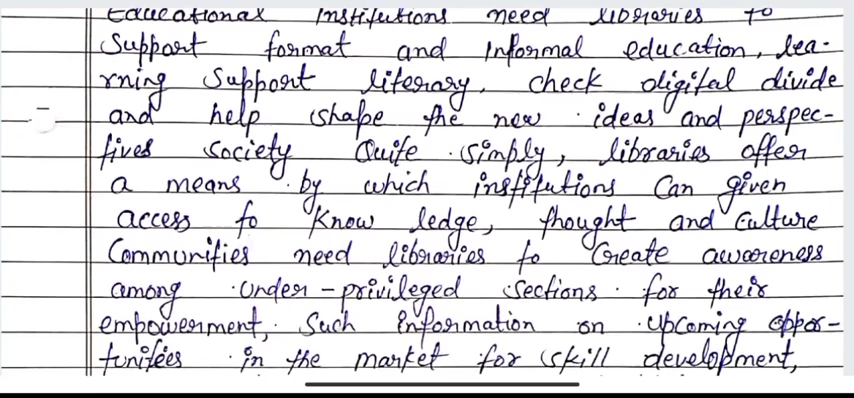 Educational institutions need libraries to
Support format and informal education, lea-
rning support literary, check digital divide
and help shape the new ideas and perspec-
tives society Quite simply, libraries offer
a means by which institutions Can given
access to Know ledge, thought and Culture
Communities need libraries to Create awareness
among under-privileged sections for their
empowerment, Such information on upcoming oppor-
tunities in the market for skill development,